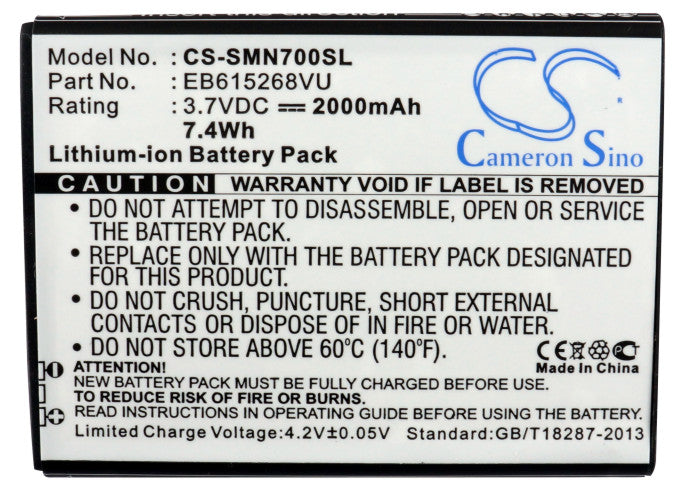 Model No.: CS-SMN700SL
Part No.: EB615268VU
Rating: 3.7VDC 2000mAh
7.4Wh
Lithium-ion Battery Pack
CS
Cameron Sino
CAUTION WARRANTY VOID IF LABEL IS REMOVED
• DO NOT ATTEMPT TO DISASSEMBLE, OPEN OR SERVICE
THE BATTERY PACK.
• REPLACE ONLY WITH THE BATTERY PACK DESIGNATED
FOR THIS EQUIPMENT.
• DO NOT CRUSH, PUNCTURE, SHORT EXTERNAL
CONTACTS OR DISPOSE OF IN FIRE OR WATER.
• DO NOT STORE ABOVE 60°C (140°F).
CE
Made in China
ATTENTION!
NEW BATTERY PACK MUST BE FULLY CHARGED BEFORE USE.
TO REDUCE RISK OF FIRE OR BURNS.
READ INSTRUCTIONS IN OPERATING GUIDE BEFORE BATTERY USE.
Limited Charge Voltage:4.2V±0.05V Standard:GB/T18287-2013